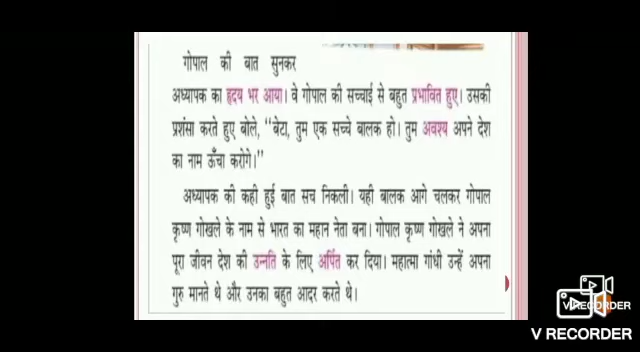 गोपाल की बात सुनकर
अध्यापक का हृदय भर आया। वे गोपाल की सच्चाई से बहुत प्रभावित हुए। उसकी
प्रशंसा करते हुए बोले, "बेटा, तुम एक सच्चे बालक हो। तुम अवश्य अपने देश
का नाम ऊँचा करोगे।"
अध्यापक की कही हुई बात सच निकली। यही बालक आगे चलकर गोपाल
कृष्ण गोखले के नाम से भारत का महान नेता बना। गोपाल कृष्ण गोखले ने अपना
पूरा जीवन देश की उन्नति के लिए अर्पित कर दिया। महात्मा गांधी उन्हें अपना
गुरु मानते थे और उनका बहुत आदर करते थे।
V RECORDER
V RECORDER